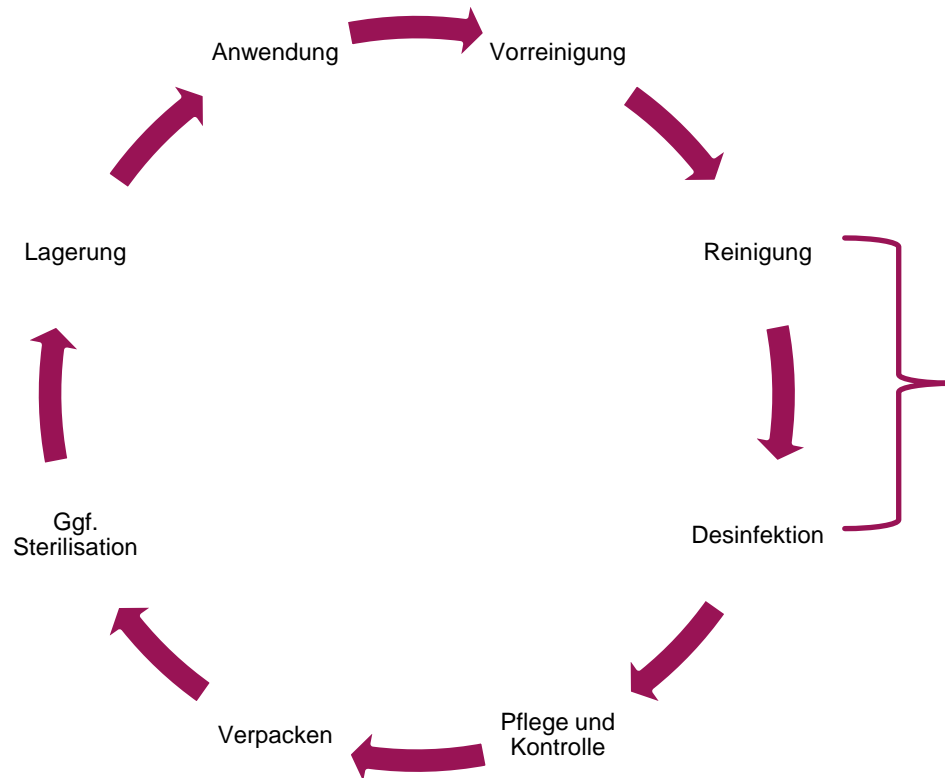 Anwendung
Vorreinigung
Reinigung
Desinfektion
Pflege und
Kontrolle
Verpacken
Ggf.
Sterilisation
Lagerung